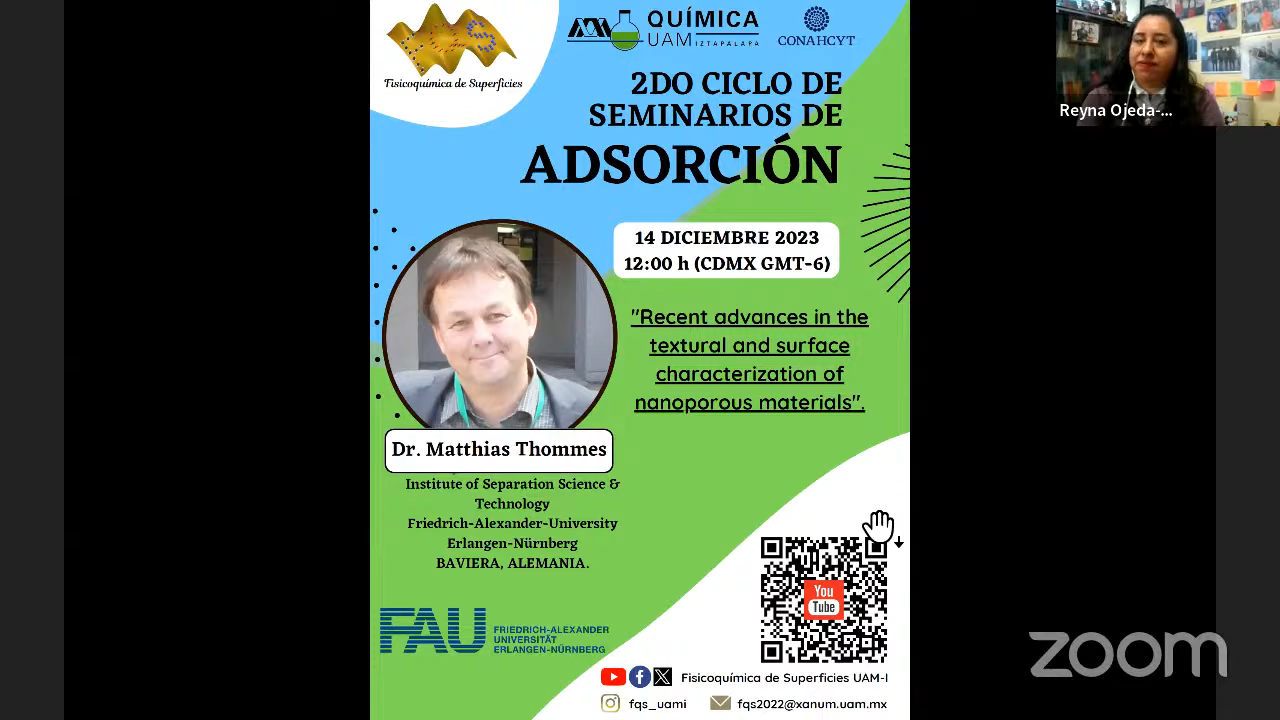 Fisicoquímica de Superficies
QUÍMICA
UAM IZTAPALAPA
CONAHCYT
2DO CICLO DE
SEMINARIOS DE
ADSORCIÓN
14 DICIEMBRE 2023
12:00 h (CDMX GMT-6)
"Recent advances in the
textural and surface
characterization of
nanoporous materials".
Dr. Matthias Thommes
Institute of Separation Science &
Technology
Friedrich-Alexander-University
Erlangen-Nürnberg
BAVIERA, ALEMANIA.
FAU
FRIEDRICH-ALEXANDER
UNIVERSITÄT
ERLANGEN-NÜRNBERG
You
Tube
Fisicoquímica de Superficies UAM-I
fqs_uami
fqs2022@xanum.uam.mx
Reyna Ojeda-...
zoom